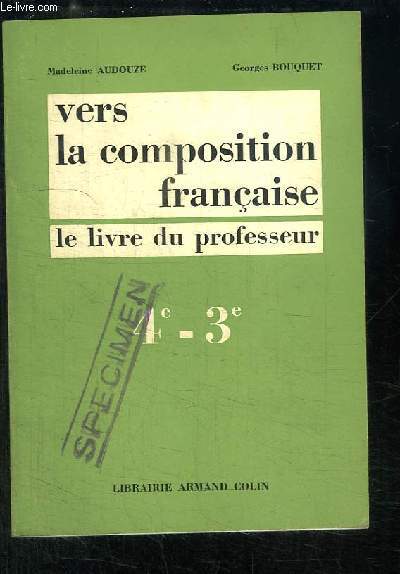 Le-livre.com
Madeleine AUDOUZE Georges BOUQUET
vers
la composition
française
le livre du professeur
4e - 3e
SPECIMEN
LIBRAIRIE ARMAND COLIN